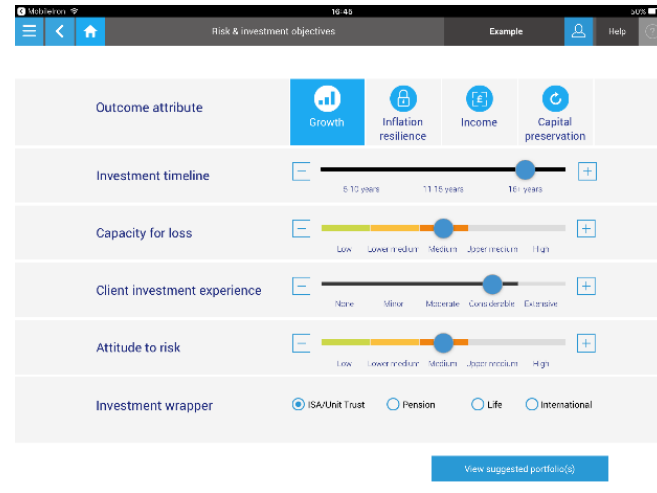 MobileIron 16:45 50%
Risk & investment objectives Example Help
Outcome attribute
Growth Inflation resilience Income Capital preservation
Investment timeline
6-10 years 11-15 years 16+ years
Capacity for loss
Low Lower medium Medium Upper medium High
Client investment experience
None Minor Moderate Considerable Extensive
Attitude to risk
Low Lower medium Medium Upper medium High
Investment wrapper ISA/Unit Trust Pension Life International
View suggested portfolio(s)